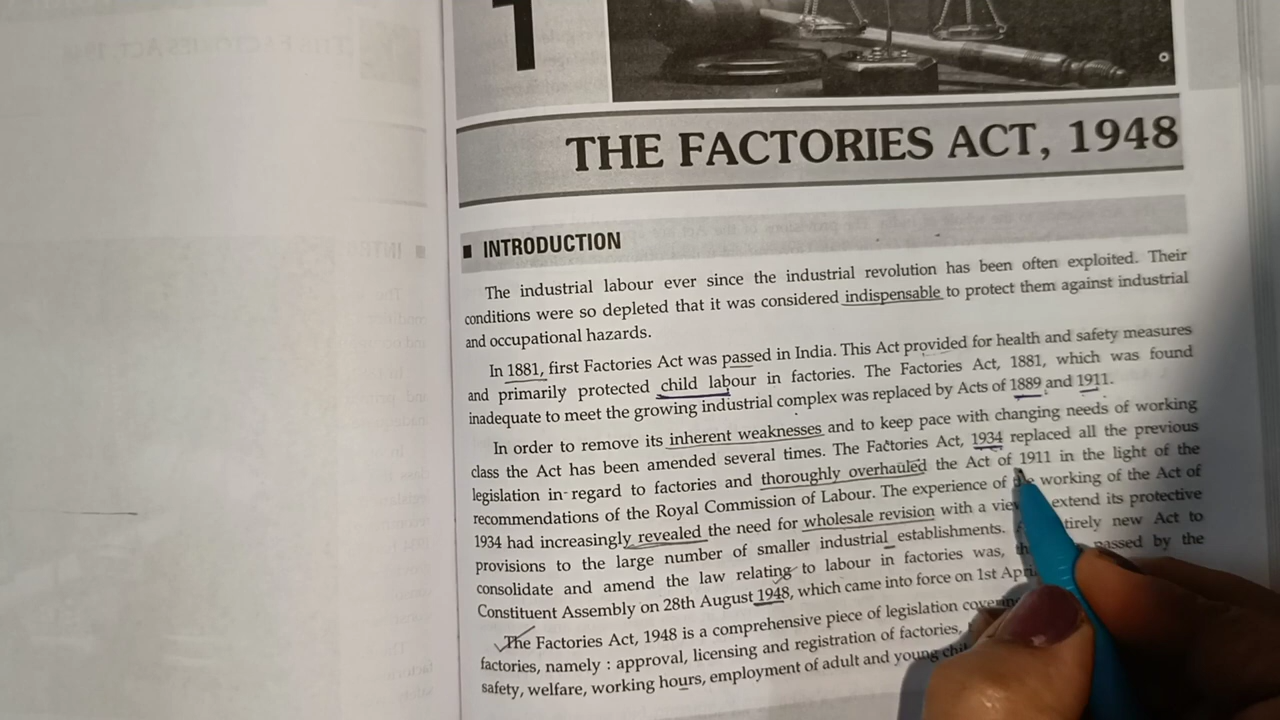 1
THE FACTORIES ACT, 1948
INTRODUCTION
The industrial labour ever since the industrial revolution has been often exploited. Their
conditions were so depleted that it was considered indispensable to protect them against industrial
and occupational hazards.
In 1881, first Factories Act was passed in India. This Act provided for health and safety measures
and primarily protected child labour in factories. The Factories Act, 1881, which was found
inadequate to meet the growing industrial complex was replaced by Acts of 1889 and 1911.
In order to remove its inherent weaknesses and to keep pace with changing needs of working
class the Act has been amended several times. The Factories Act, 1934 replaced all the previous
legislation in regard to factories and thoroughly overhauled the Act of 1911 in the light of the
recommendations of the Royal Commission of Labour. The experience of working of the Act of
1934 had increasingly revealed the need for wholesale revision with a extend its protective
provisions to the large number of smaller industrial establishments. new Act to
consolidate and amend the law relating to labour in factories was, passed by the
Constituent Assembly on 28th August 1948, which came into force on 1st
The Factories Act, 1948 is a comprehensive piece of legislation
factories, namely : approval, licensing and registration of factories,
safety, welfare, working hours, employment of adult and young